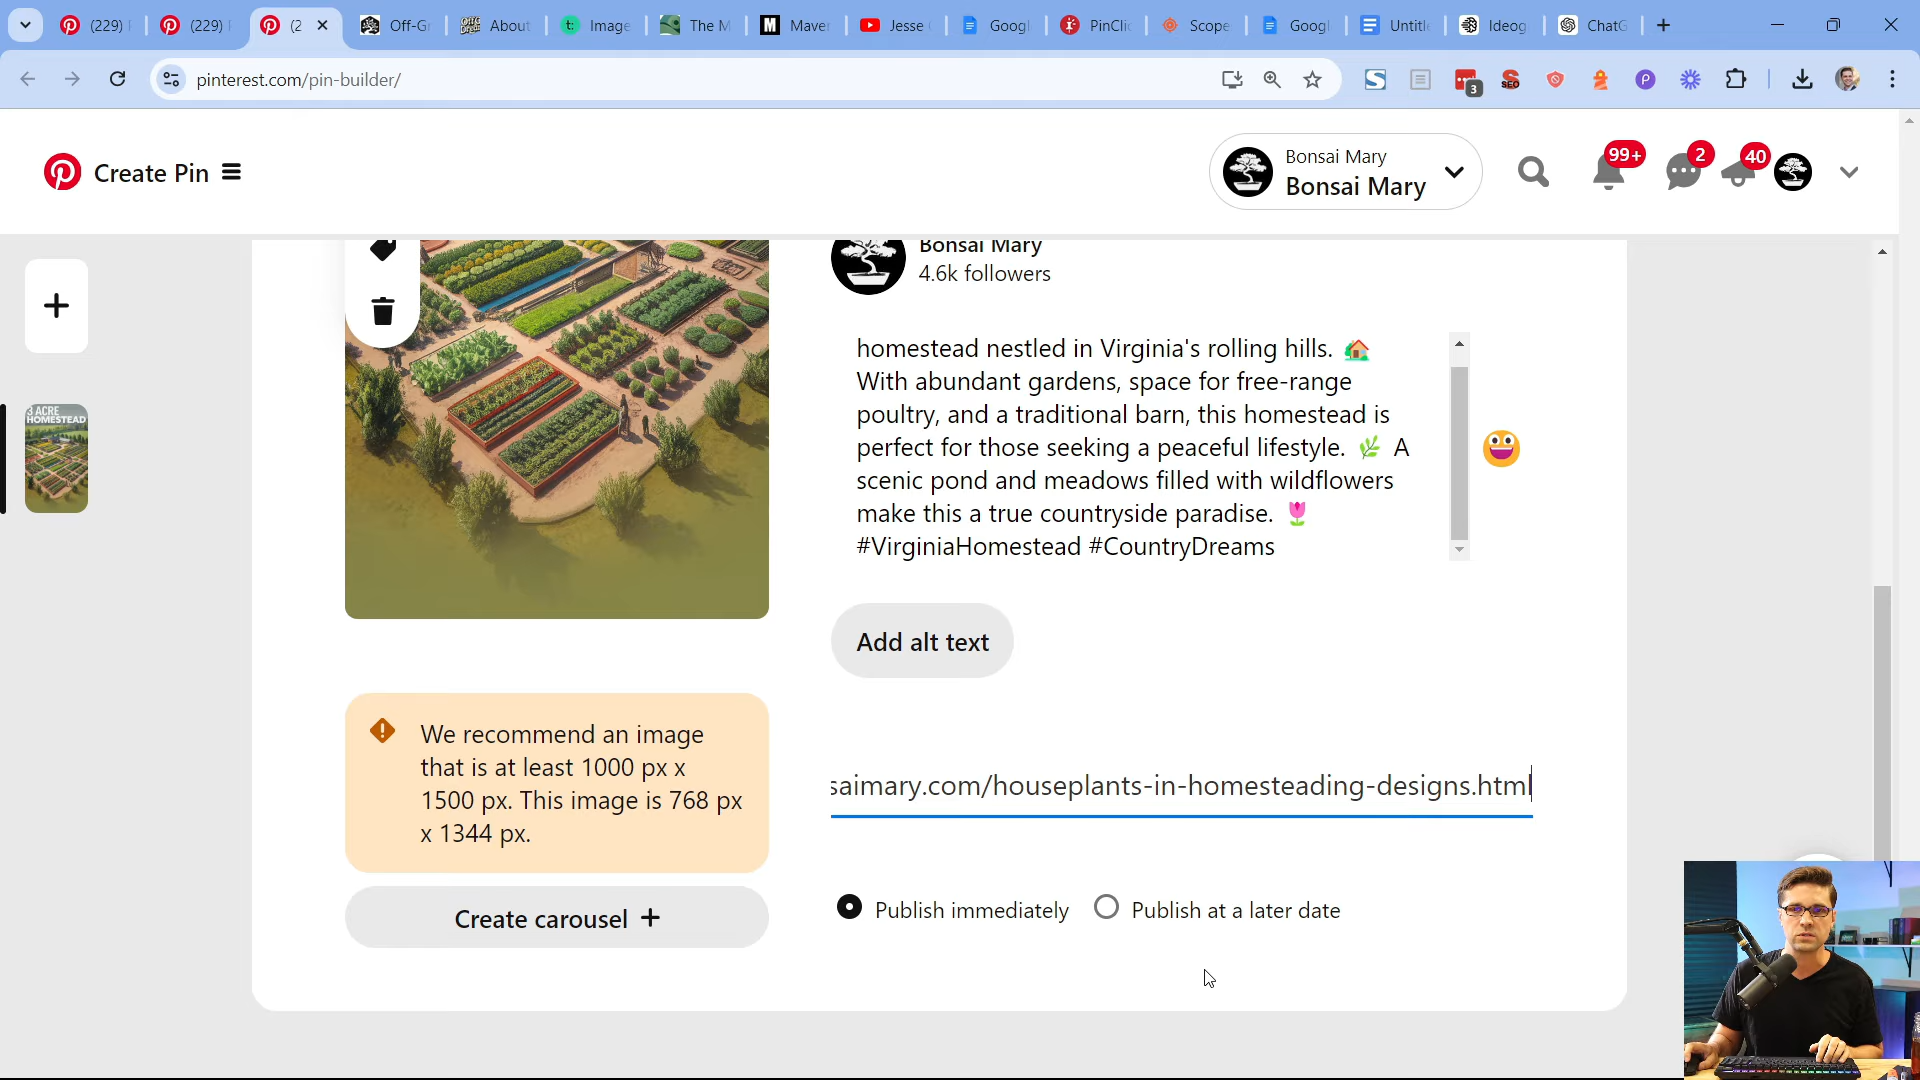 (229)
(229)
(2
Off-Gr
About
Image
The M
Maver
Jesse
Googl
PinClic
Scope
Googl
Untitle
Ideog
ChatG
pinterest.com/pin-builder/
3
SEO
Create Pin
Bonsai Mary
Bonsai Mary
99+
2
40
3 ACRE
HOMESTEAD
Bonsai Mary
4.6k followers
homestead nestled in Virginia's rolling hills. 🏡
With abundant gardens, space for free-range
poultry, and a traditional barn, this homestead is
perfect for those seeking a peaceful lifestyle. 🌿 A
scenic pond and meadows filled with wildflowers
make this a true countryside paradise. 🌷
#VirginiaHomestead #CountryDreams
Add alt text
We recommend an image
that is at least 1000 px x
1500 px. This image is 768 px
x 1344 px.
saimary.com/houseplants-in-homesteading-designs.html
Create carousel +
Publish immediately
Publish at a later date